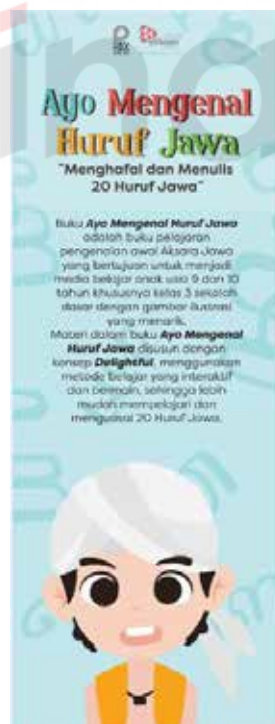 Ayo Mengenal
Huruf Jawa
"Menghafal dan Menulis
20 Huruf Jawa"
Buku Ayo Mengenal Huruf Jawa
adalah buku pelajaran
pengenalan awal Aksara Jawa
yang bertujuan untuk menjadi
media belajar anak usia 9 dan 10
tahun khususnya kelas 3 sekolah
dasar dengan gambar ilustrasi
yang menarik.
Materi dalam buku Ayo Mengenal
Huruf Jawa disusun dengan
konsep Delightful, menggunakan
metode belajar yang interaktif
dan bermain, sehingga lebih
mudah mempelajari dan
menguasai 20 Huruf Jawa.